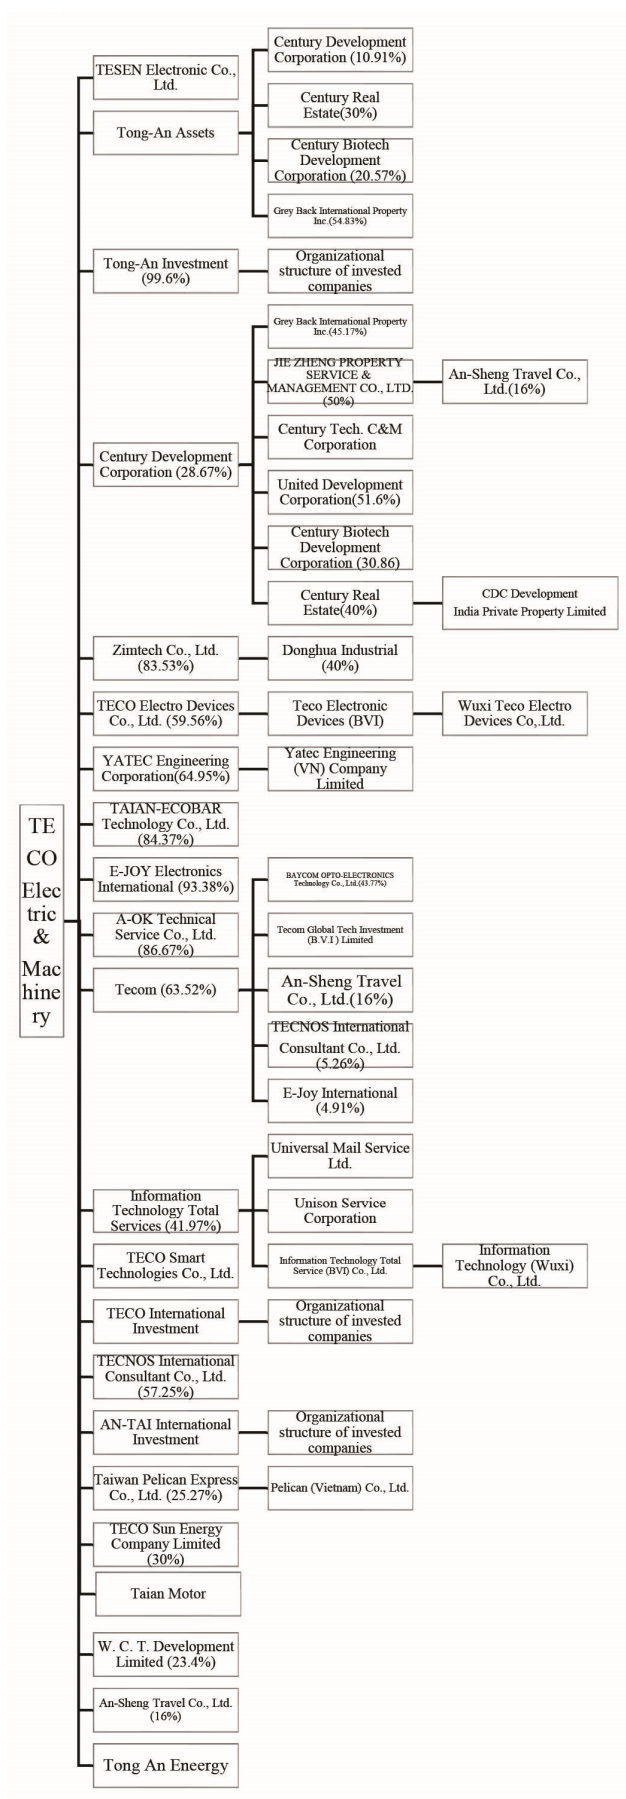 TESEN Electronic Co.,
Ltd.
Tong-An Assets
Century Development
Corporation (10.91%)
Century Real
Estate(30%)
Century Biotech
Development
Corporation (20.57%)
Grey Back International Property
Inc.(54.83%)
Tong-An Investment
(99.6%)
Organizational
structure of invested
companies
Century Development
Corporation (28.67%)
Grey Back International Property
Inc.(45.17%)
JIE ZHENG PROPERTY
SERVICE &
MANAGEMENT CO., LTD.
(50%)
An-Sheng Travel Co.,
Ltd.(16%)
Century Tech. C&M
Corporation
United Development
Corporation(51.6%)
Century Biotech
Development
Corporation (30.86)
Century Real
Estate(40%)
CDC Development
India Private Property Limited
Zimtech Co., Ltd.
(83.53%)
Donghua Industrial
(40%)
TECO Electro Devices
Co., Ltd. (59.56%)
Teco Electronic
Devices (BVI)
Wuxi Teco Electro
Devices Co,.Ltd.
YATEC Engineering
Corporation(64.95%)
Yatec Engineering
(VN) Company
Limited
TE
CO
Elec
tric
&
Mac
hine
ry
TAIAN-ECOBAR
Technology Co., Ltd.
(84.37%)
E-JOY Electronics
International (93.38%)
A-OK Technical
Service Co., Ltd.
(86.67%)
Tecom (63.52%)
BAYCOM OPTO-ELECTRONICS
Technology Co., Ltd.(43.77%)
Tecom Global Tech Investment
(B.V.I ) Limited
An-Sheng Travel
Co., Ltd.(16%)
TECNOS International
Consultant Co., Ltd.
(5.26%)
E-Joy International
(4.91%)
Information
Technology Total
Services (41.97%)
Universal Mail Service
Ltd.
Unison Service
Corporation
Information Technology Total
Service (BVI) Co., Ltd.
Information
Technology (Wuxi)
Co., Ltd.
TECO Smart
Technologies Co., Ltd.
TECO International
Investment
Organizational
structure of invested
companies
TECNOS International
Consultant Co., Ltd.
(57.25%)
AN-TAI International
Investment
Organizational
structure of invested
companies
Taiwan Pelican Express
Co., Ltd. (25.27%)
Pelican (Vietnam) Co., Ltd.
TECO Sun Energy
Company Limited
(30%)
Taian Motor
W. C. T. Development
Limited (23.4%)
An-Sheng Travel Co., Ltd.
(16%)
Tong An Eneergy